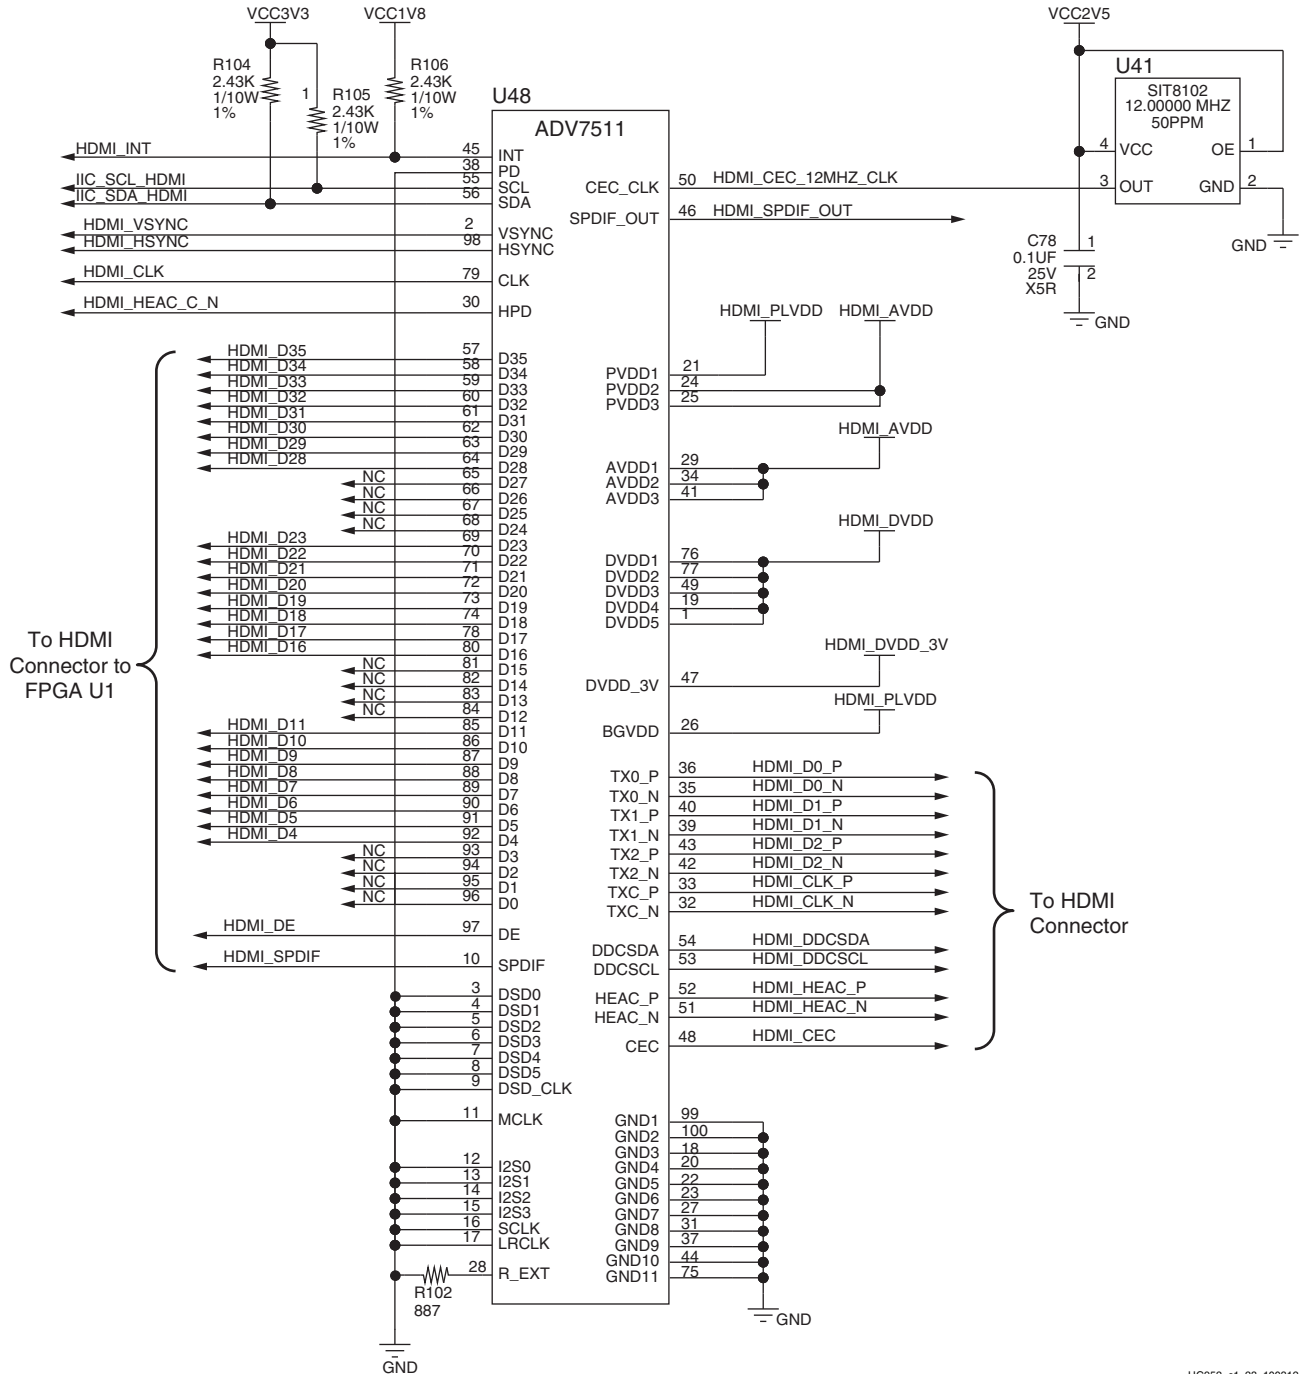 VCC3V3
VCC1V8
VCC2V5
R104
2.43K
1/10W
1%
1
R105
2.43K
1/10W
1%
R106
2.43K
1/10W
1%
U48
ADV7511
U41
SIT8102
12.00000 MHZ
50PPM
4 VCC
OE 1
3 OUT
GND 2
GND
C78
0.1UF
25V
X5R
1
2
GND
HDMI_INT 45 INT
38 PD
IIC_SCL_HDMI 55 SCL
IIC_SDA_HDMI 56 SDA
HDMI_VSYNC 2 VSYNC
HDMI_HSYNC 98 HSYNC
HDMI_CLK 79 CLK
HDMI_HEAC_C_N 30 HPD
HDMI_D35 57 D35
HDMI_D34 58 D34
HDMI_D33 59 D33
HDMI_D32 60 D32
HDMI_D31 61 D31
HDMI_D30 62 D30
HDMI_D29 63 D29
HDMI_D28 64 D28
NC 65 D27
NC 66 D26
NC 67 D25
NC 68 D24
HDMI_D23 69 D23
HDMI_D22 70 D22
HDMI_D21 71 D21
HDMI_D20 72 D20
HDMI_D19 73 D19
HDMI_D18 74 D18
HDMI_D17 78 D17
HDMI_D16 80 D16
NC 81 D15
NC 82 D14
NC 83 D13
NC 84 D12
HDMI_D11 85 D11
HDMI_D10 86 D10
HDMI_D9 87 D9
HDMI_D8 88 D8
HDMI_D7 89 D7
HDMI_D6 90 D6
HDMI_D5 91 D5
HDMI_D4 92 D4
NC 93 D3
NC 94 D2
NC 95 D1
NC 96 D0
HDMI_DE 97 DE
HDMI_SPDIF 10 SPDIF
To HDMI
Connector to
FPGA U1
3 DSD0
4 DSD1
5 DSD2
6 DSD3
7 DSD4
8 DSD5
9 DSD_CLK
11 MCLK
12 I2S0
13 I2S1
14 I2S2
15 I2S3
16 SCLK
17 LRCLK
28 R_EXT
R102
887
GND
CEC_CLK 50 HDMI_CEC_12MHZ_CLK
SPDIF_OUT 46 HDMI_SPDIF_OUT
HDMI_PLVDD
HDMI_AVDD
PVDD1 21
PVDD2 24
PVDD3 25
HDMI_AVDD
AVDD1 29
AVDD2 34
AVDD3 41
HDMI_DVDD
DVDD1 76
DVDD2 77
DVDD3 49
DVDD4 19
DVDD5 1
HDMI_DVDD_3V
DVDD_3V 47
HDMI_PLVDD
BGVDD 26
TX0_P 36 HDMI_D0_P
TX0_N 35 HDMI_D0_N
TX1_P 40 HDMI_D1_P
TX1_N 39 HDMI_D1_N
TX2_P 43 HDMI_D2_P
TX2_N 42 HDMI_D2_N
TXC_P 33 HDMI_CLK_P
TXC_N 32 HDMI_CLK_N
DDCSDA 54 HDMI_DDCSDA
DDCSCL 53 HDMI_DDCSCL
HEAC_P 52 HDMI_HEAC_P
HEAC_N 51 HDMI_HEAC_N
CEC 48 HDMI_CEC
To HDMI
Connector
GND1 99
GND2 100
GND3 18
GND4 20
GND5 22
GND6 23
GND7 27
GND8 31
GND9 37
GND10 44
GND11 75
GND